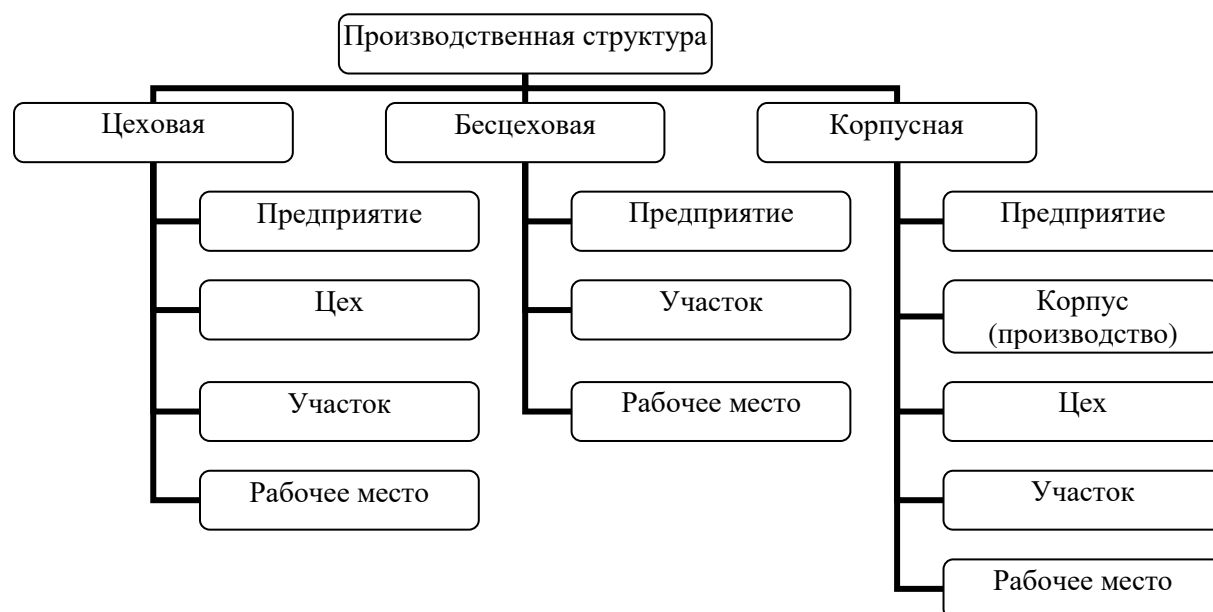 Производственная структура
Цеховая
Бесцеховая
Корпусная
Предприятие
Цех
Участок
Рабочее место
Предприятие
Участок
Рабочее место
Предприятие
Корпус
(производство)
Цех
Участок
Рабочее место